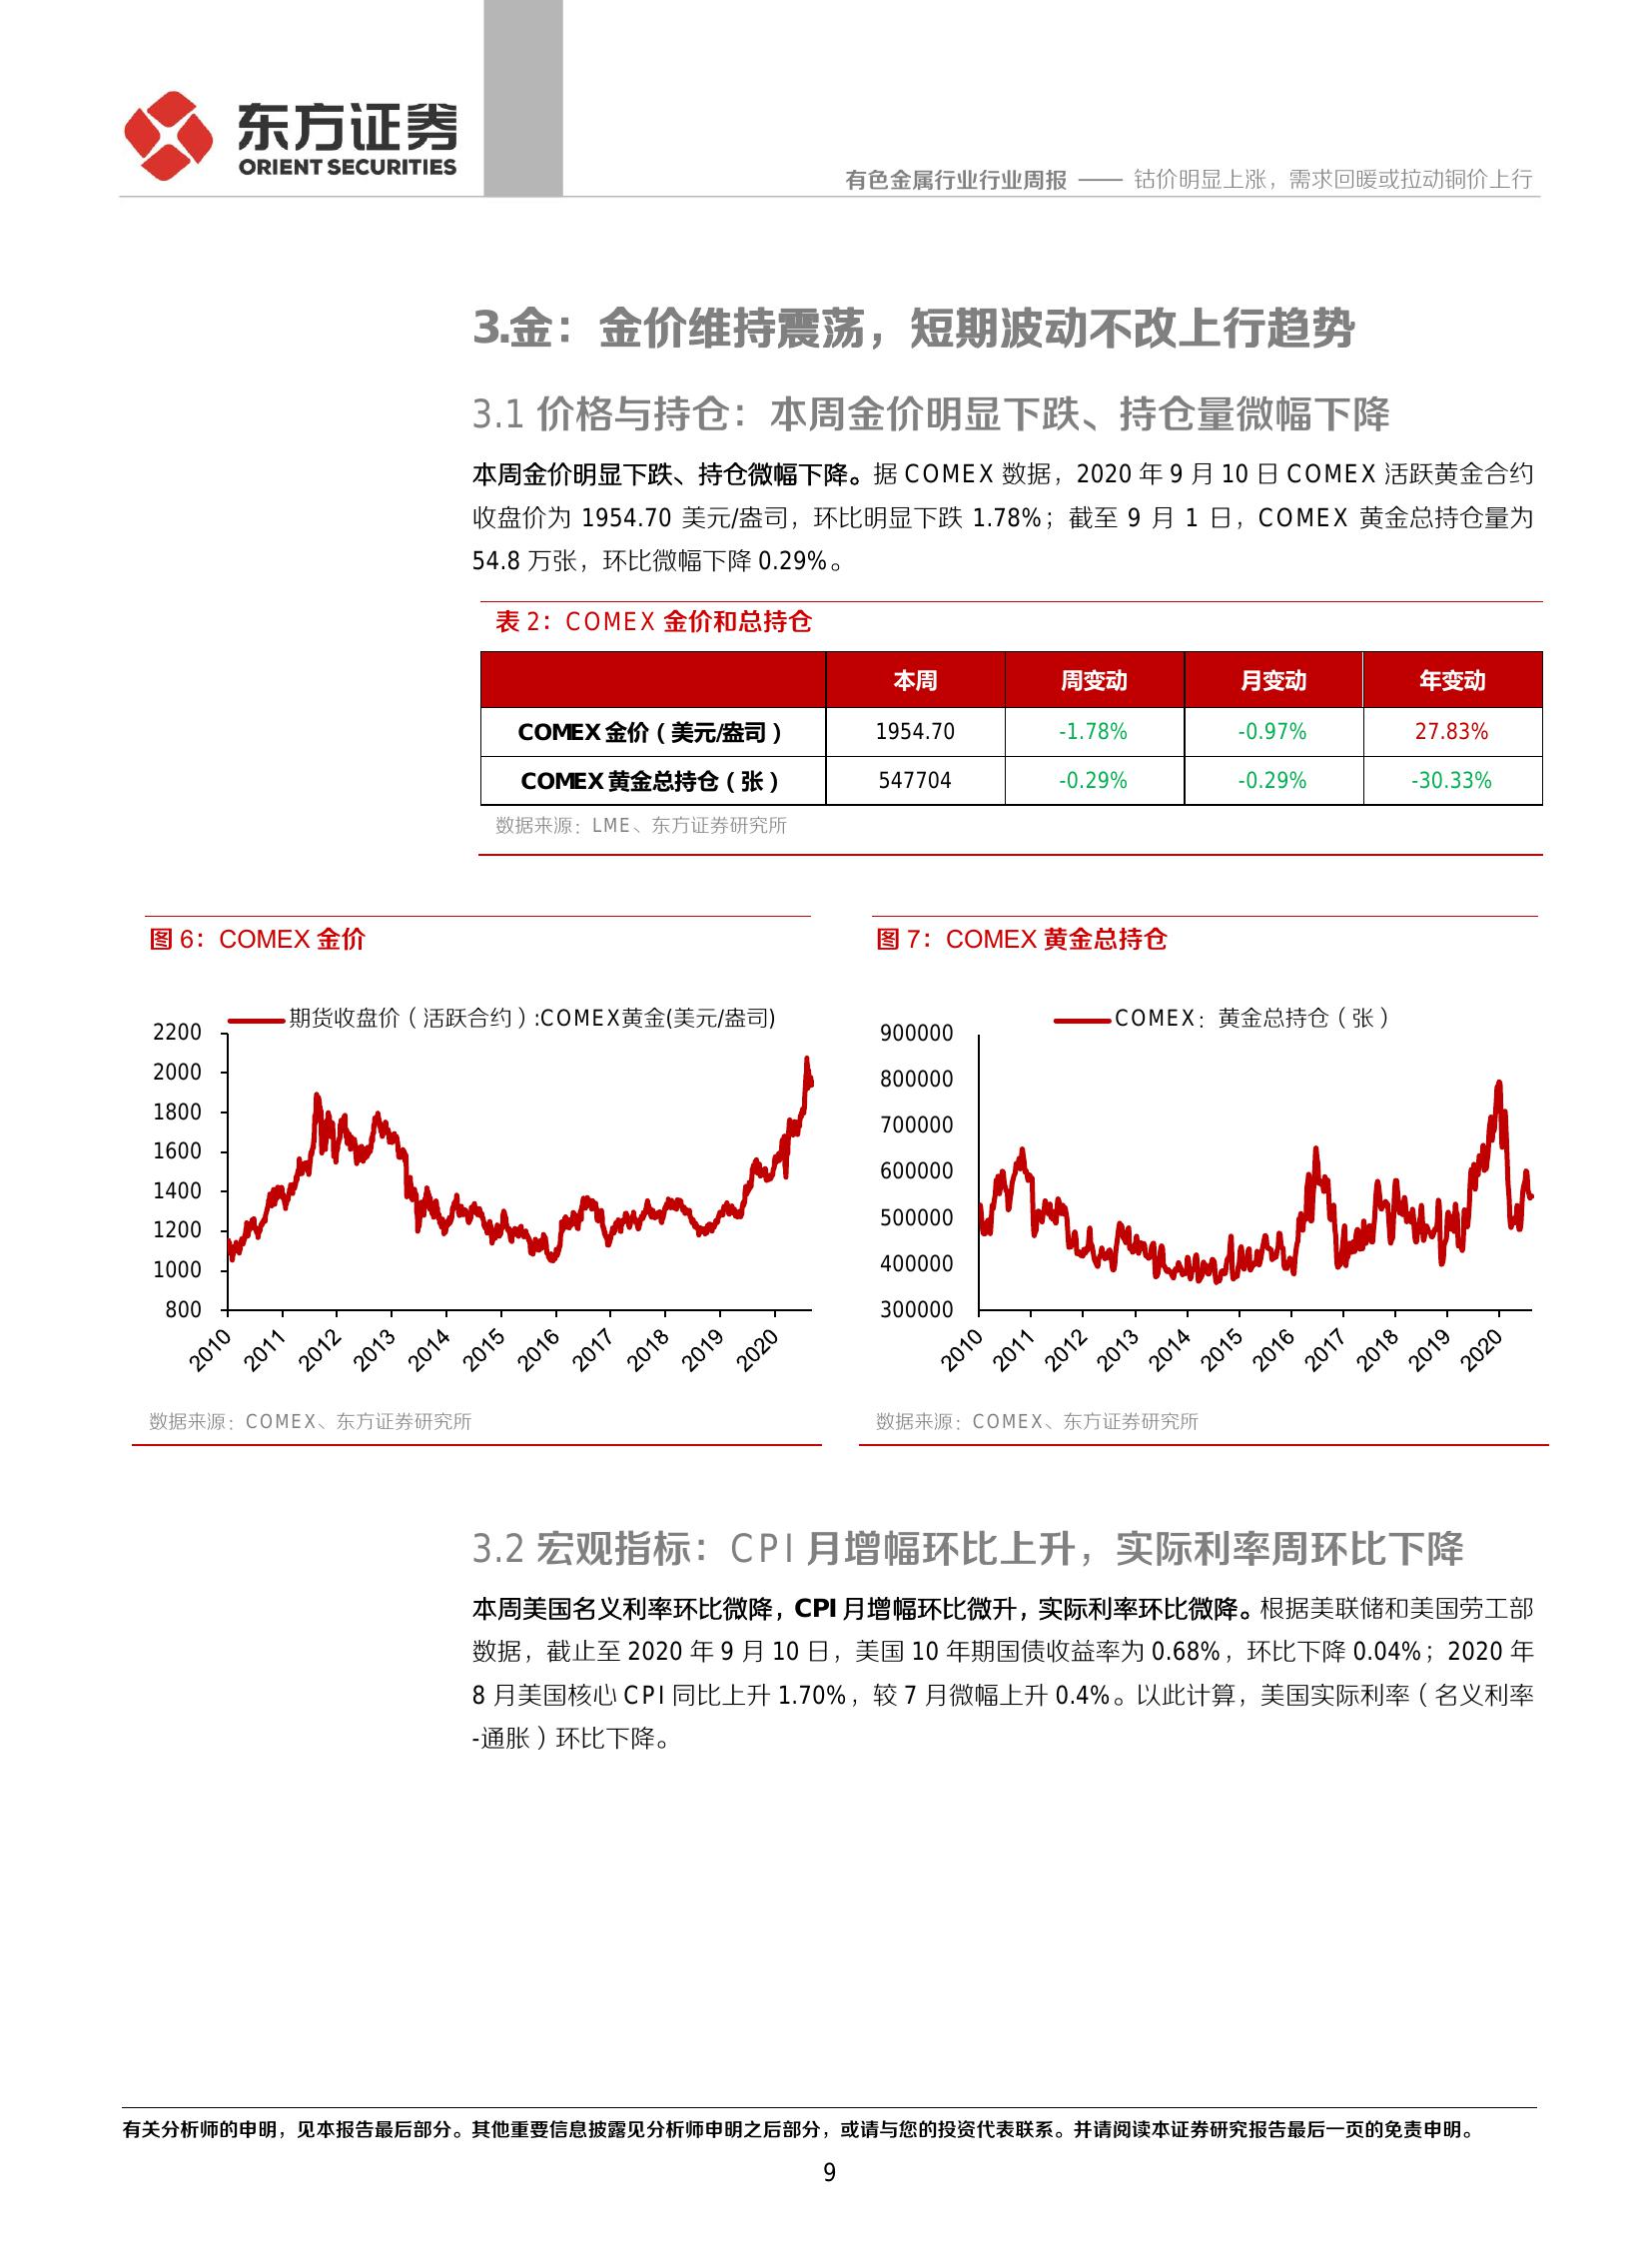 东方证券
ORIENT SECURITIES
有色金属行业行业周报 —— 钴价明显上涨，需求回暖或拉动铜价上行
3.金：金价维持震荡，短期波动不改上行趋势
3.1 价格与持仓：本周金价明显下跌、持仓量微幅下降
本周金价明显下跌、持仓微幅下降。据 COMEX 数据，2020 年 9 月 10 日 COMEX 活跃黄金合约
收盘价为 1954.70 美元/盎司，环比明显下跌 1.78%；截至 9 月 1 日，COMEX 黄金总持仓量为
54.8 万张，环比微幅下降 0.29%。
表 2：COMEX 金价和总持仓
本周 周变动 月变动 年变动
COMEX 金价（美元/盎司） 1954.70 -1.78% -0.97% 27.83%
COMEX 黄金总持仓（张） 547704 -0.29% -0.29% -30.33%
数据来源：LME、东方证券研究所
图 6：COMEX 金价
期货收盘价（活跃合约）:COMEX黄金(美元/盎司)
2200
2000
1800
1600
1400
1200
1000
800
2010 2011 2012 2013 2014 2015 2016 2017 2018 2019 2020
数据来源：COMEX、东方证券研究所
图 7：COMEX 黄金总持仓
COMEX：黄金总持仓（张）
900000
800000
700000
600000
500000
400000
300000
2010 2011 2012 2013 2014 2015 2016 2017 2018 2019 2020
数据来源：COMEX、东方证券研究所
3.2 宏观指标：CPI 月增幅环比上升，实际利率周环比下降
本周美国名义利率环比微降，CPI 月增幅环比微升，实际利率环比微降。根据美联储和美国劳工部
数据，截止至 2020 年 9 月 10 日，美国 10 年期国债收益率为 0.68%，环比下降 0.04%；2020 年
8 月美国核心 CPI 同比上升 1.70%，较 7 月微幅上升 0.4%。以此计算，美国实际利率（名义利率
-通胀）环比下降。
有关分析师的申明，见本报告最后部分。其他重要信息披露见分析师申明之后部分，或请与您的投资代表联系。并请阅读本证券研究报告最后一页的免责申明。
9